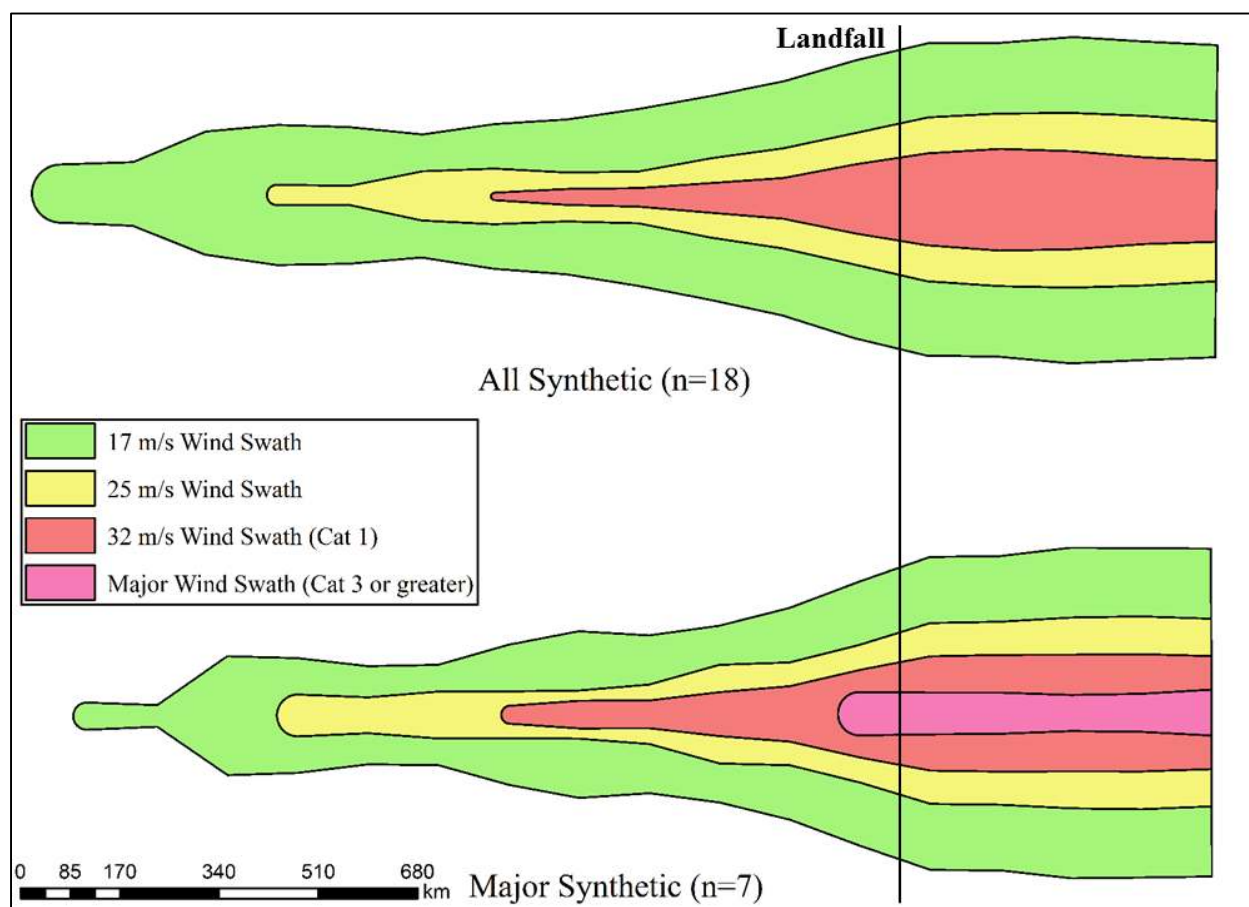 Landfall
All Synthetic (n=18)
17 m/s Wind Swath
25 m/s Wind Swath
32 m/s Wind Swath (Cat 1)
Major Wind Swath (Cat 3 or greater)
0 85 170 340 510 680
km
Major Synthetic (n=7)